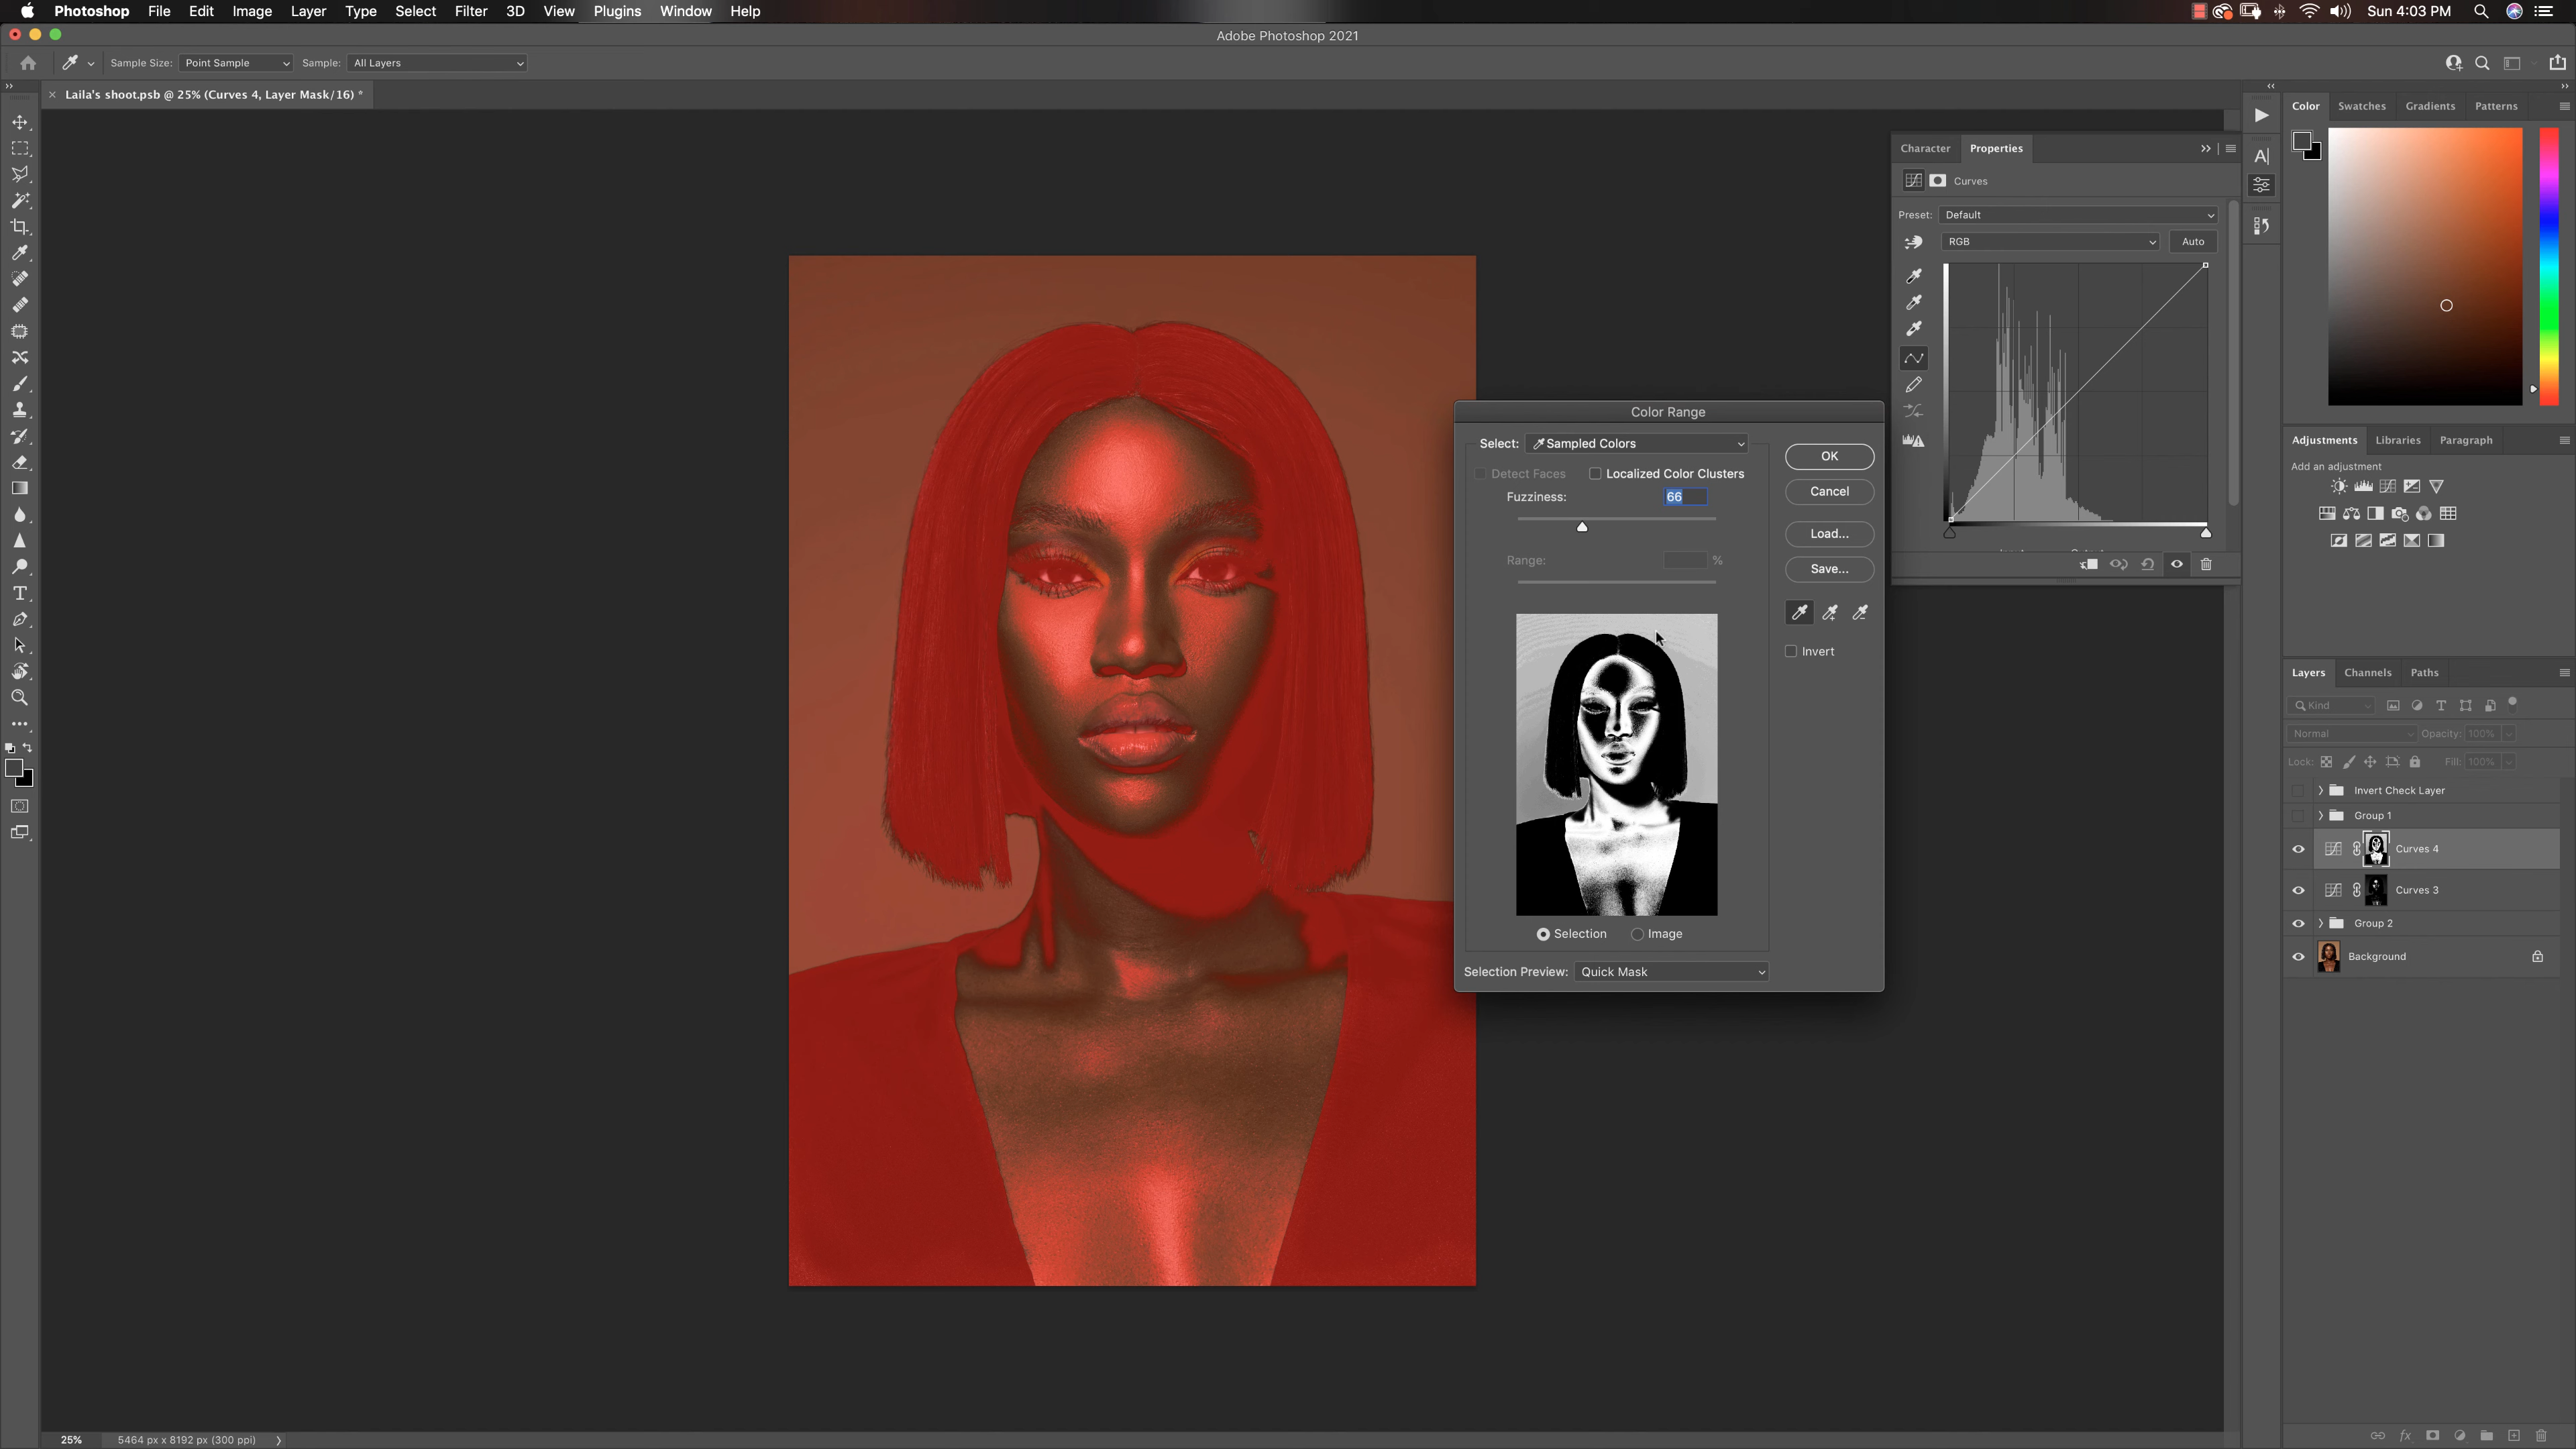 Photoshop File Edit Image Layer Type Select Filter 3D View Plugins Window Help Sun 4:03 PM
Adobe Photoshop 2021
Sample Size: Point Sample Sample: All Layers
Laila's shoot.psb @ 25% (Curves 4, Layer Mask/16) *
Color Swatches Gradients Patterns
Character Properties
Curves
Preset: Default
RGB Auto
Color Range
Select: Sampled Colors
OK
Detect Faces Localized Color Clusters
Fuzziness: 66
Cancel
Load...
Range: %
Save...
Invert
Selection Image
Selection Preview: Quick Mask
Adjustments Libraries Paragraph
Add an adjustment
Layers Channels Paths
Kind
Normal Opacity: 100%
Lock: Fill: 100%
Invert Check Layer
Group 1
Curves 4
Curves 3
Group 2
Background
25% 5464 px x 8192 px (300 ppi)